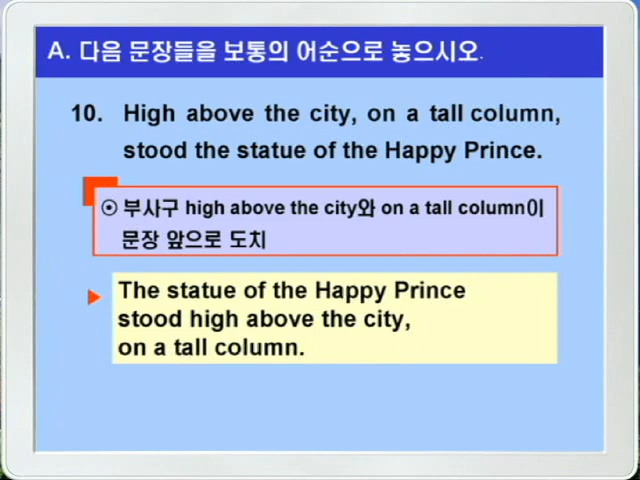 A. 다음 문장들을 보통의 어순으로 놓으시오.
10. High above the city, on a tall column,
stood the statue of the Happy Prince.
⊙ 부사구 high above the city와 on a tall column이
문장 앞으로 도치
The statue of the Happy Prince
stood high above the city,
on a tall column.